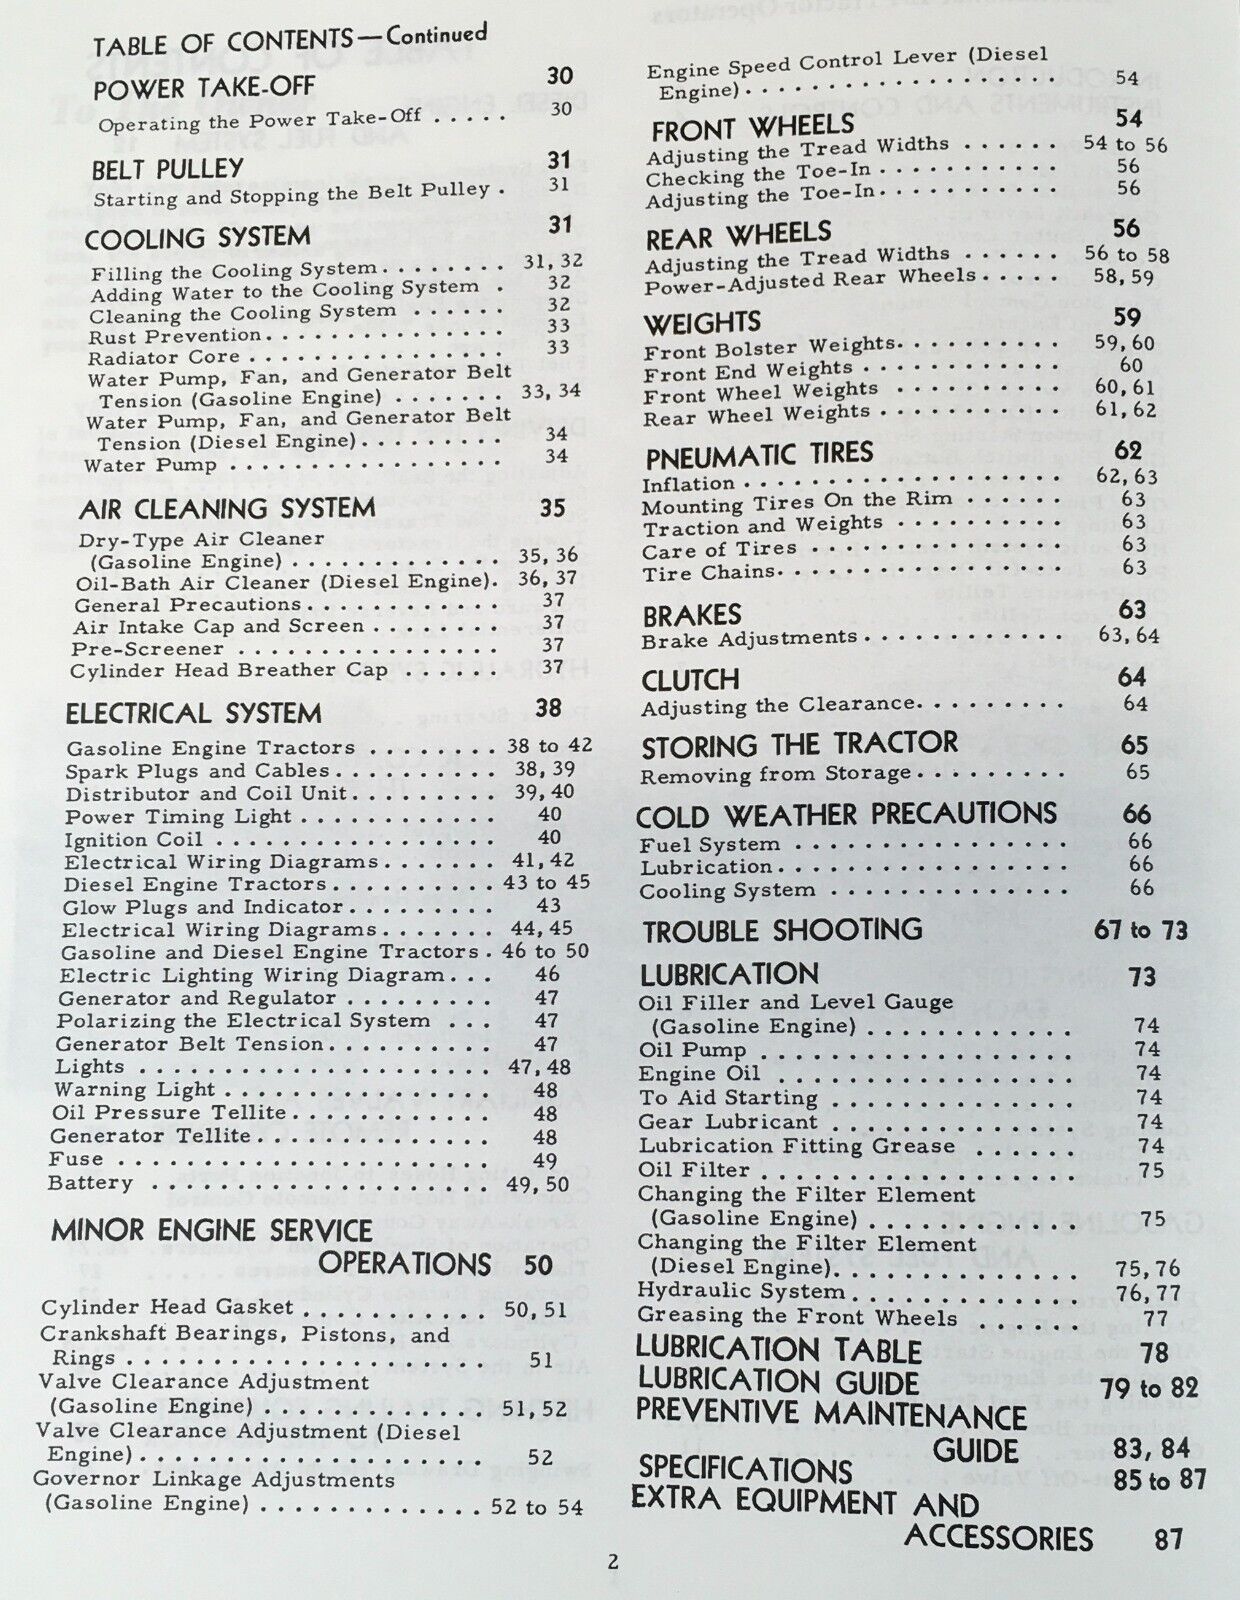 TABLE OF CONTENTS—Continued
POWER TAKE-OFF 30
Operating the Power Take-Off . . . . . 30
BELT PULLEY 31
Starting and Stopping the Belt Pulley . 31
COOLING SYSTEM 31
Filling the Cooling System . . . . . . . . 31, 32
Adding Water to the Cooling System . 32
Cleaning the Cooling System . . . . . . 32
Rust Prevention . . . . . . . . . . . . . . . 33
Radiator Core . . . . . . . . . . . . . . . . 33
Water Pump, Fan, and Generator Belt
Tension (Gasoline Engine) . . . . . . . 33, 34
Water Pump, Fan, and Generator Belt
Tension (Diesel Engine) . . . . . . . . . 34
Water Pump . . . . . . . . . . . . . . . . . 34
AIR CLEANING SYSTEM 35
Dry-Type Air Cleaner
(Gasoline Engine) . . . . . . . . . . . . 35, 36
Oil-Bath Air Cleaner (Diesel Engine) . 36, 37
General Precautions . . . . . . . . . . . . 37
Air Intake Cap and Screen . . . . . . . . 37
Pre-Screener . . . . . . . . . . . . . . . . 37
Cylinder Head Breather Cap . . . . . . 37
ELECTRICAL SYSTEM 38
Gasoline Engine Tractors . . . . . . . . 38 to 42
Spark Plugs and Cables . . . . . . . . . . 38, 39
Distributor and Coil Unit . . . . . . . . . 39, 40
Power Timing Light . . . . . . . . . . . . 40
Ignition Coil . . . . . . . . . . . . . . . . . 40
Electrical Wiring Diagrams . . . . . . . 41, 42
Diesel Engine Tractors . . . . . . . . . . 43 to 45
Glow Plugs and Indicator . . . . . . . . . 43
Electrical Wiring Diagrams . . . . . . . 44, 45
Gasoline and Diesel Engine Tractors . 46 to 50
Electric Lighting Wiring Diagram . . . 46
Generator and Regulator . . . . . . . . . 47
Polarizing the Electrical System . . . 47
Generator Belt Tension . . . . . . . . . . 47
Lights . . . . . . . . . . . . . . . . . . . . . 47, 48
Warning Light . . . . . . . . . . . . . . . . 48
Oil Pressure Tellite . . . . . . . . . . . . 48
Generator Tellite . . . . . . . . . . . . . . 48
Fuse . . . . . . . . . . . . . . . . . . . . . . 49
Battery . . . . . . . . . . . . . . . . . . . . 49, 50
MINOR ENGINE SERVICE
OPERATIONS 50
Cylinder Head Gasket . . . . . . . . . . . 50, 51
Crankshaft Bearings, Pistons, and
Rings . . . . . . . . . . . . . . . . . . . . . 51
Valve Clearance Adjustment
(Gasoline Engine) . . . . . . . . . . . . . 51, 52
Valve Clearance Adjustment (Diesel
Engine) . . . . . . . . . . . . . . . . . . . . 52
Governor Linkage Adjustments
(Gasoline Engine) . . . . . . . . . . . . . 52 to 54
Engine Speed Control Lever (Diesel
Engine) . . . . . . . . . . . . . . . . . . . 54
FRONT WHEELS 54
Adjusting the Tread Widths . . . . . . 54 to 56
Checking the Toe-In . . . . . . . . . . . 56
Adjusting the Toe-In . . . . . . . . . . . 56
REAR WHEELS 56
Adjusting the Tread Widths . . . . . . 56 to 58
Power-Adjusted Rear Wheels . . . . . 58, 59
WEIGHTS 59
Front Bolster Weights . . . . . . . . . . 59, 60
Front End Weights . . . . . . . . . . . . 60
Front Wheel Weights . . . . . . . . . . 60, 61
Rear Wheel Weights . . . . . . . . . . . 61, 62
PNEUMATIC TIRES 62
Inflation . . . . . . . . . . . . . . . . . . . 62, 63
Mounting Tires On the Rim . . . . . . 63
Traction and Weights . . . . . . . . . . 63
Care of Tires . . . . . . . . . . . . . . . 63
Tire Chains . . . . . . . . . . . . . . . . . 63
BRAKES 63
Brake Adjustments . . . . . . . . . . . . 63, 64
CLUTCH 64
Adjusting the Clearance . . . . . . . . . 64
STORING THE TRACTOR 65
Removing from Storage . . . . . . . . . 65
COLD WEATHER PRECAUTIONS 66
Fuel System . . . . . . . . . . . . . . . . 66
Lubrication . . . . . . . . . . . . . . . . . 66
Cooling System . . . . . . . . . . . . . . 66
TROUBLE SHOOTING 67 to 73
LUBRICATION 73
Oil Filler and Level Gauge
(Gasoline Engine) . . . . . . . . . . . . 74
Oil Pump . . . . . . . . . . . . . . . . . . 74
Engine Oil . . . . . . . . . . . . . . . . . 74
To Aid Starting . . . . . . . . . . . . . . 74
Gear Lubricant . . . . . . . . . . . . . . 74
Lubrication Fitting Grease . . . . . . 74
Oil Filter . . . . . . . . . . . . . . . . . . 75
Changing the Filter Element
(Gasoline Engine) . . . . . . . . . . . . 75
Changing the Filter Element
(Diesel Engine) . . . . . . . . . . . . . . 75, 76
Hydraulic System . . . . . . . . . . . . . 76, 77
Greasing the Front Wheels . . . . . . 77
LUBRICATION TABLE 78
LUBRICATION GUIDE 79 to 82
PREVENTIVE MAINTENANCE
GUIDE 83, 84
SPECIFICATIONS 85 to 87
EXTRA EQUIPMENT AND
ACCESSORIES 87
2